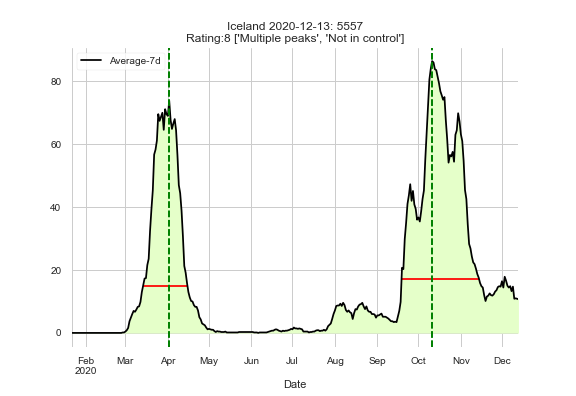 Iceland 2020-12-13: 5557
Rating:8 ['Multiple peaks', 'Not in control']
Average-7d
80
60
40
20
0
Feb Mar Apr May Jun Jul Aug Sep Oct Nov Dec
2020
Date